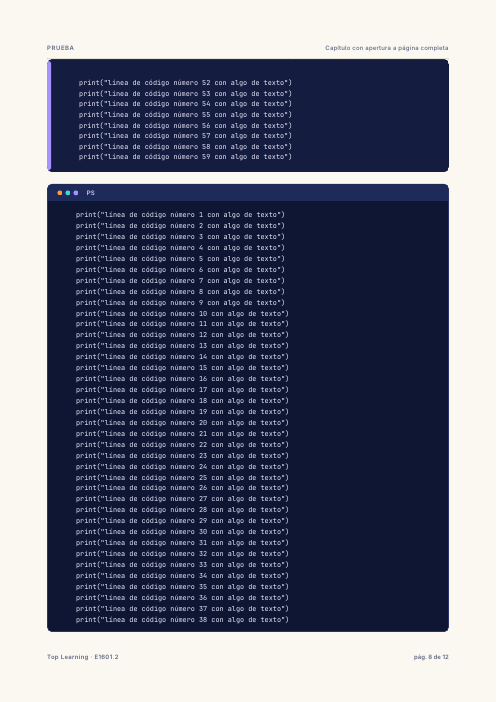 PRUEBA
Capítulo con apertura a página completa
print("línea de código número 52 con algo de texto")
print("línea de código número 53 con algo de texto")
print("línea de código número 54 con algo de texto")
print("línea de código número 55 con algo de texto")
print("línea de código número 56 con algo de texto")
print("línea de código número 57 con algo de texto")
print("línea de código número 58 con algo de texto")
print("línea de código número 59 con algo de texto")
PS
print("línea de código número 1 con algo de texto")
print("línea de código número 2 con algo de texto")
print("línea de código número 3 con algo de texto")
print("línea de código número 4 con algo de texto")
print("línea de código número 5 con algo de texto")
print("línea de código número 6 con algo de texto")
print("línea de código número 7 con algo de texto")
print("línea de código número 8 con algo de texto")
print("línea de código número 9 con algo de texto")
print("línea de código número 10 con algo de texto")
print("línea de código número 11 con algo de texto")
print("línea de código número 12 con algo de texto")
print("línea de código número 13 con algo de texto")
print("línea de código número 14 con algo de texto")
print("línea de código número 15 con algo de texto")
print("línea de código número 16 con algo de texto")
print("línea de código número 17 con algo de texto")
print("línea de código número 18 con algo de texto")
print("línea de código número 19 con algo de texto")
print("línea de código número 20 con algo de texto")
print("línea de código número 21 con algo de texto")
print("línea de código número 22 con algo de texto")
print("línea de código número 23 con algo de texto")
print("línea de código número 24 con algo de texto")
print("línea de código número 25 con algo de texto")
print("línea de código número 26 con algo de texto")
print("línea de código número 27 con algo de texto")
print("línea de código número 28 con algo de texto")
print("línea de código número 29 con algo de texto")
print("línea de código número 30 con algo de texto")
print("línea de código número 31 con algo de texto")
print("línea de código número 32 con algo de texto")
print("línea de código número 33 con algo de texto")
print("línea de código número 34 con algo de texto")
print("línea de código número 35 con algo de texto")
print("línea de código número 36 con algo de texto")
print("línea de código número 37 con algo de texto")
print("línea de código número 38 con algo de texto")
Top Learning · E1601.2
pág. 8 de 12